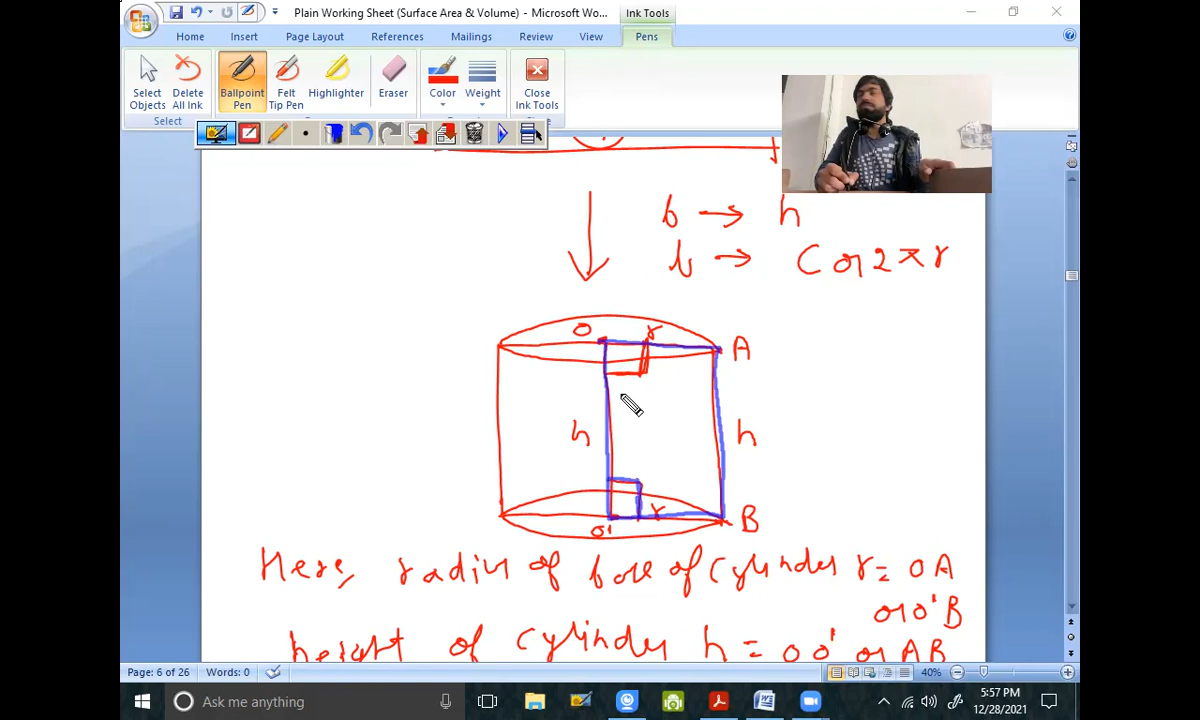 Plain Working Sheet (Surface Area & Volume) - Microsoft Wo...
Ink Tools
Home Insert Page Layout References Mailings Review View Pens
Select Objects
Delete All Ink
Ballpoint Pen
Felt Tip Pen
Highlighter
Eraser
Color
Weight
Close Ink Tools
Select
b → h
b → C or 2πr
O r A
h h
O' r B
Here, radius of base of cylinder r = OA
or O'B
height of cylinder h = OO' or AB
Page: 6 of 26 Words: 0 40%
Ask me anything
5:57 PM
12/28/2021